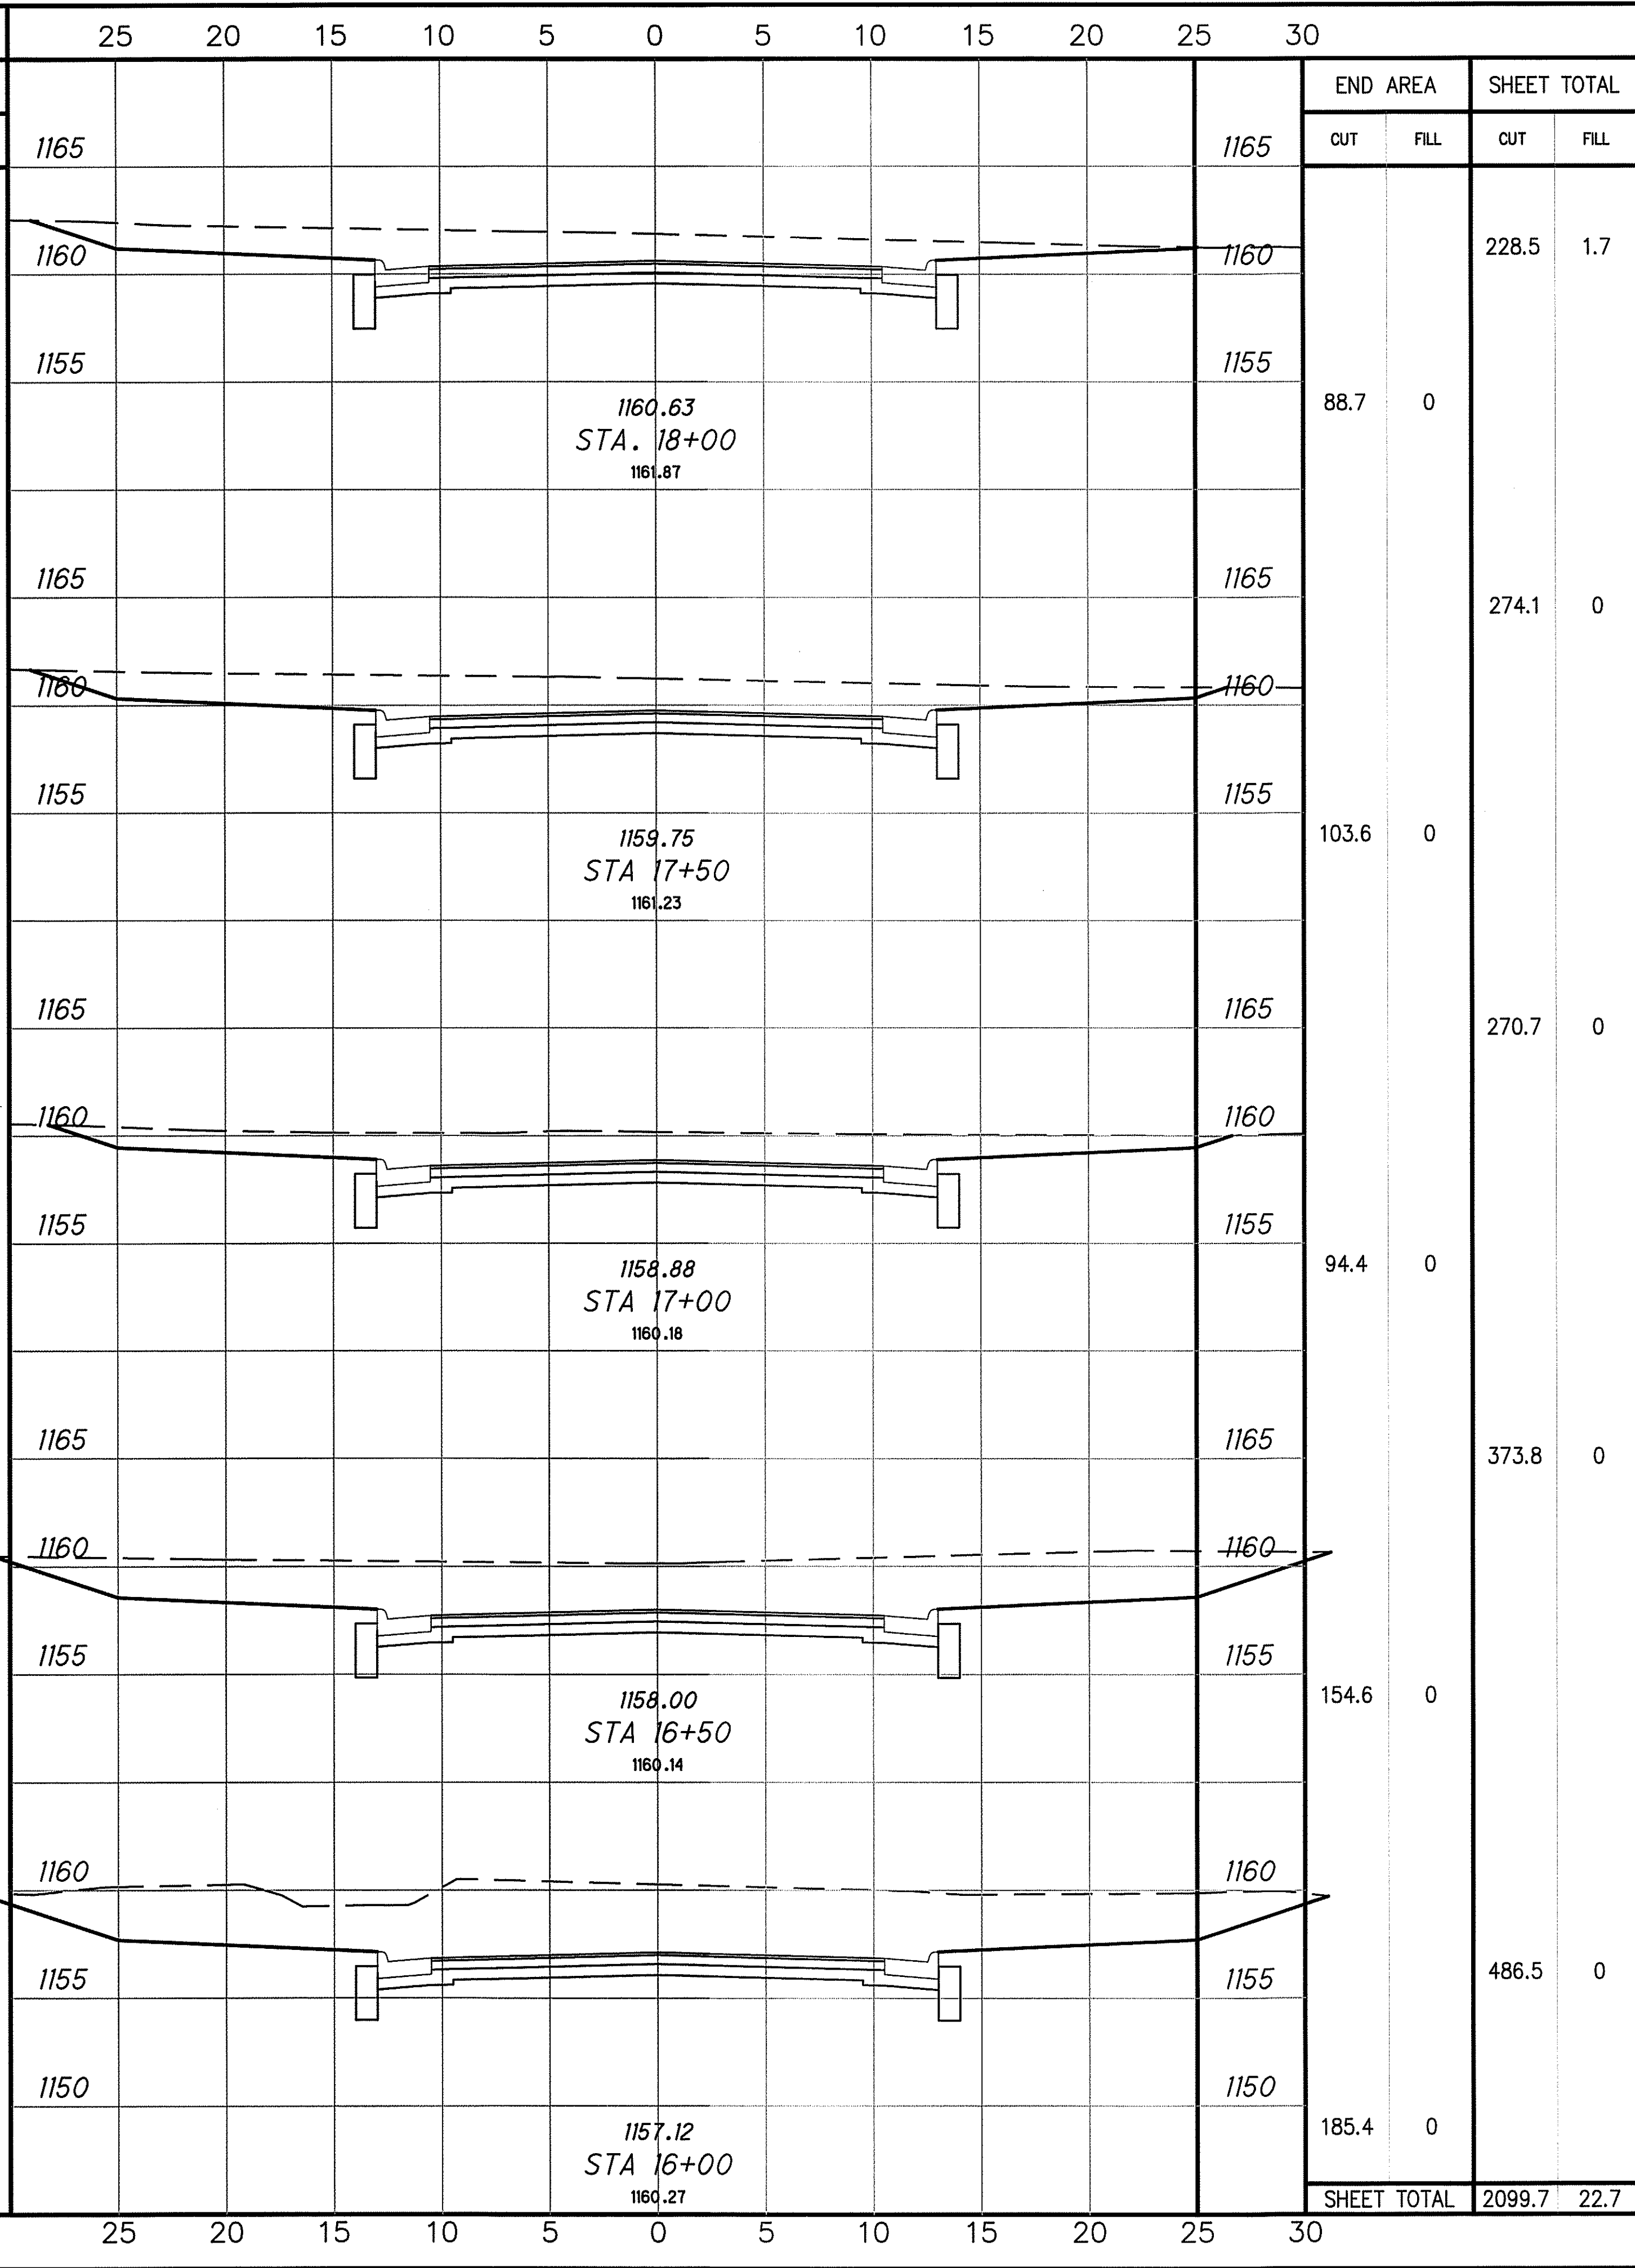 25 20 15 10 5 0 5 10 15 20 25 30
END AREA SHEET TOTAL
CUT FILL CUT FILL
1165 1165
1160 1160 228.5 1.7
1155 1155
1160.63 88.7 0
STA. 18+00
1161.87
1165 1165
274.1 0
1160 1160
1155 1155
1159.75 103.6 0
STA 17+50
1161.23
1165 1165
270.7 0
1160 1160
1155 1155
1158.88 94.4 0
STA 17+00
1160.18
1165 1165
373.8 0
1160 1160
1155 1155
1158.00 154.6 0
STA 16+50
1160.14
1160 1160
1155 1155 486.5 0
1150 1150
1157.12 185.4 0
STA 16+00
1160.27
SHEET TOTAL 2099.7 22.7
25 20 15 10 5 0 5 10 15 20 25 30